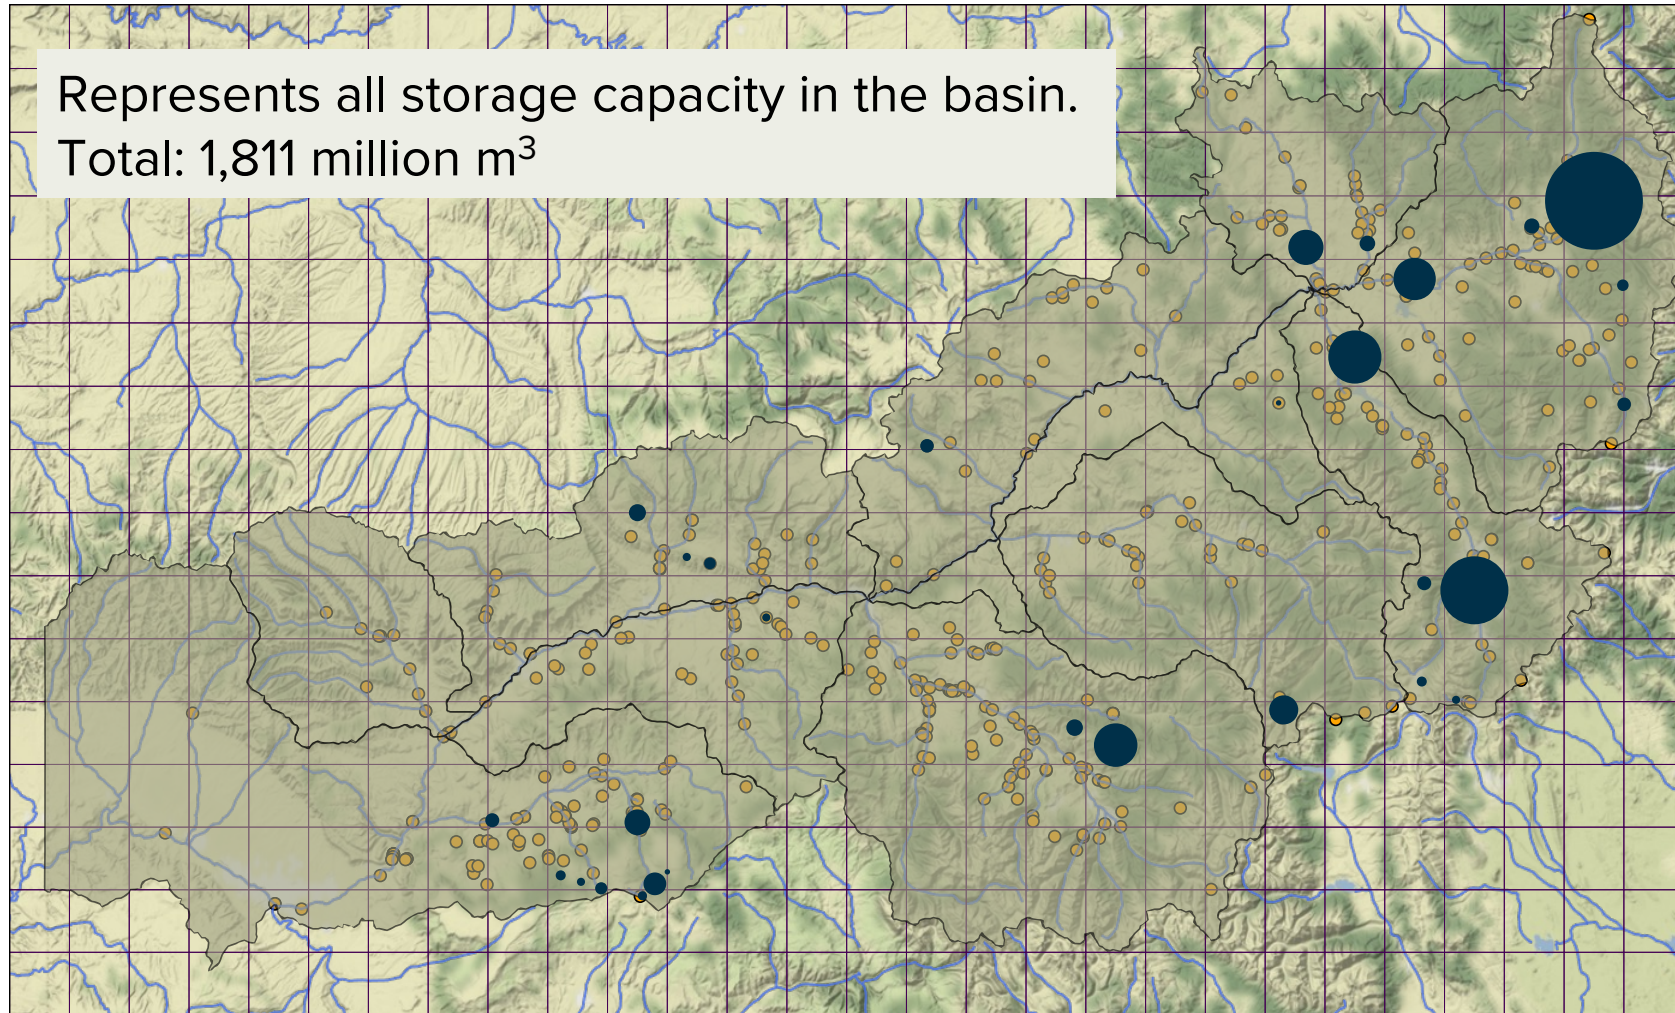 Represents all storage capacity in the basin.
Total: 1,811 million m³